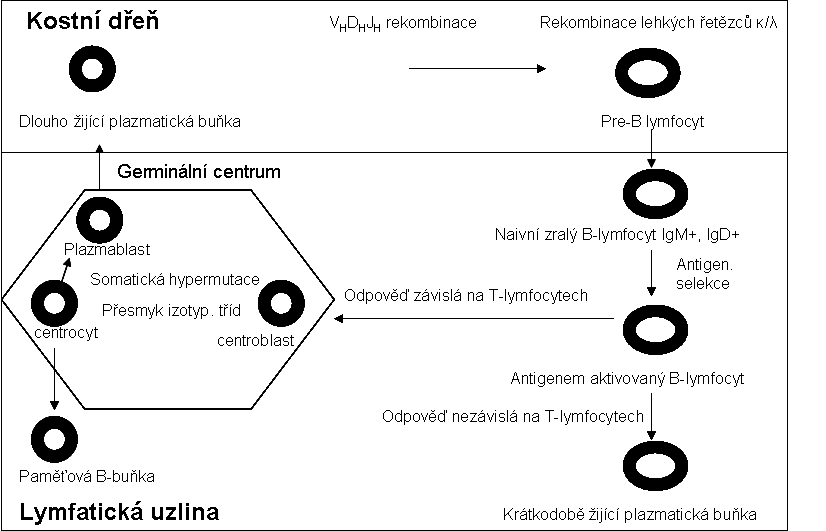 Kostní dřeň
VHDHJH rekombinace
Rekombinace lehkých řetězců κ/λ
Dlouho žijící plazmatická buňka
Pre-B lymfocyt
Germinální centrum
Plazmablast
Somatická hypermutace
Přesmyk izotyp. tříd
centrocyt
centroblast
Naivní zralý B-lymfocyt IgM+, IgD+
Antigen.
selekce
Odpověď závislá na T-lymfocytech
Antigenem aktivovaný B-lymfocyt
Odpověď nezávislá na T-lymfocytech
Paměťová B-buňka
Krátkodobě žijící plazmatická buňka
Lymfatická uzlina